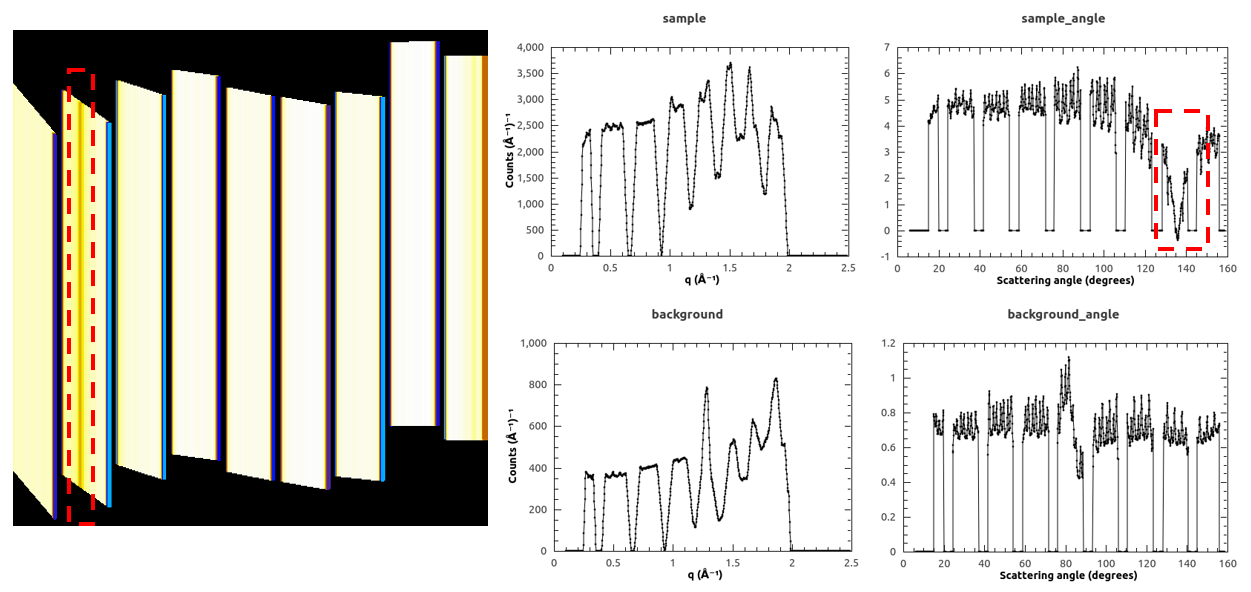 sample
4,000
3,500
3,000
2,500
2,000
1,500
1,000
500
0
Counts (Å⁻¹)⁻¹
0 0.5 1 1.5 2 2.5
q (Å⁻¹)
sample_angle
7
6
5
4
3
2
1
0
-1
0 20 40 60 80 100 120 140 160
Scattering angle (degrees)
background
1,000
800
600
400
200
0
Counts (Å⁻¹)⁻¹
0 0.5 1 1.5 2 2.5
q (Å⁻¹)
background_angle
1.2
1
0.8
0.6
0.4
0.2
0
0 20 40 60 80 100 120 140 160
Scattering angle (degrees)